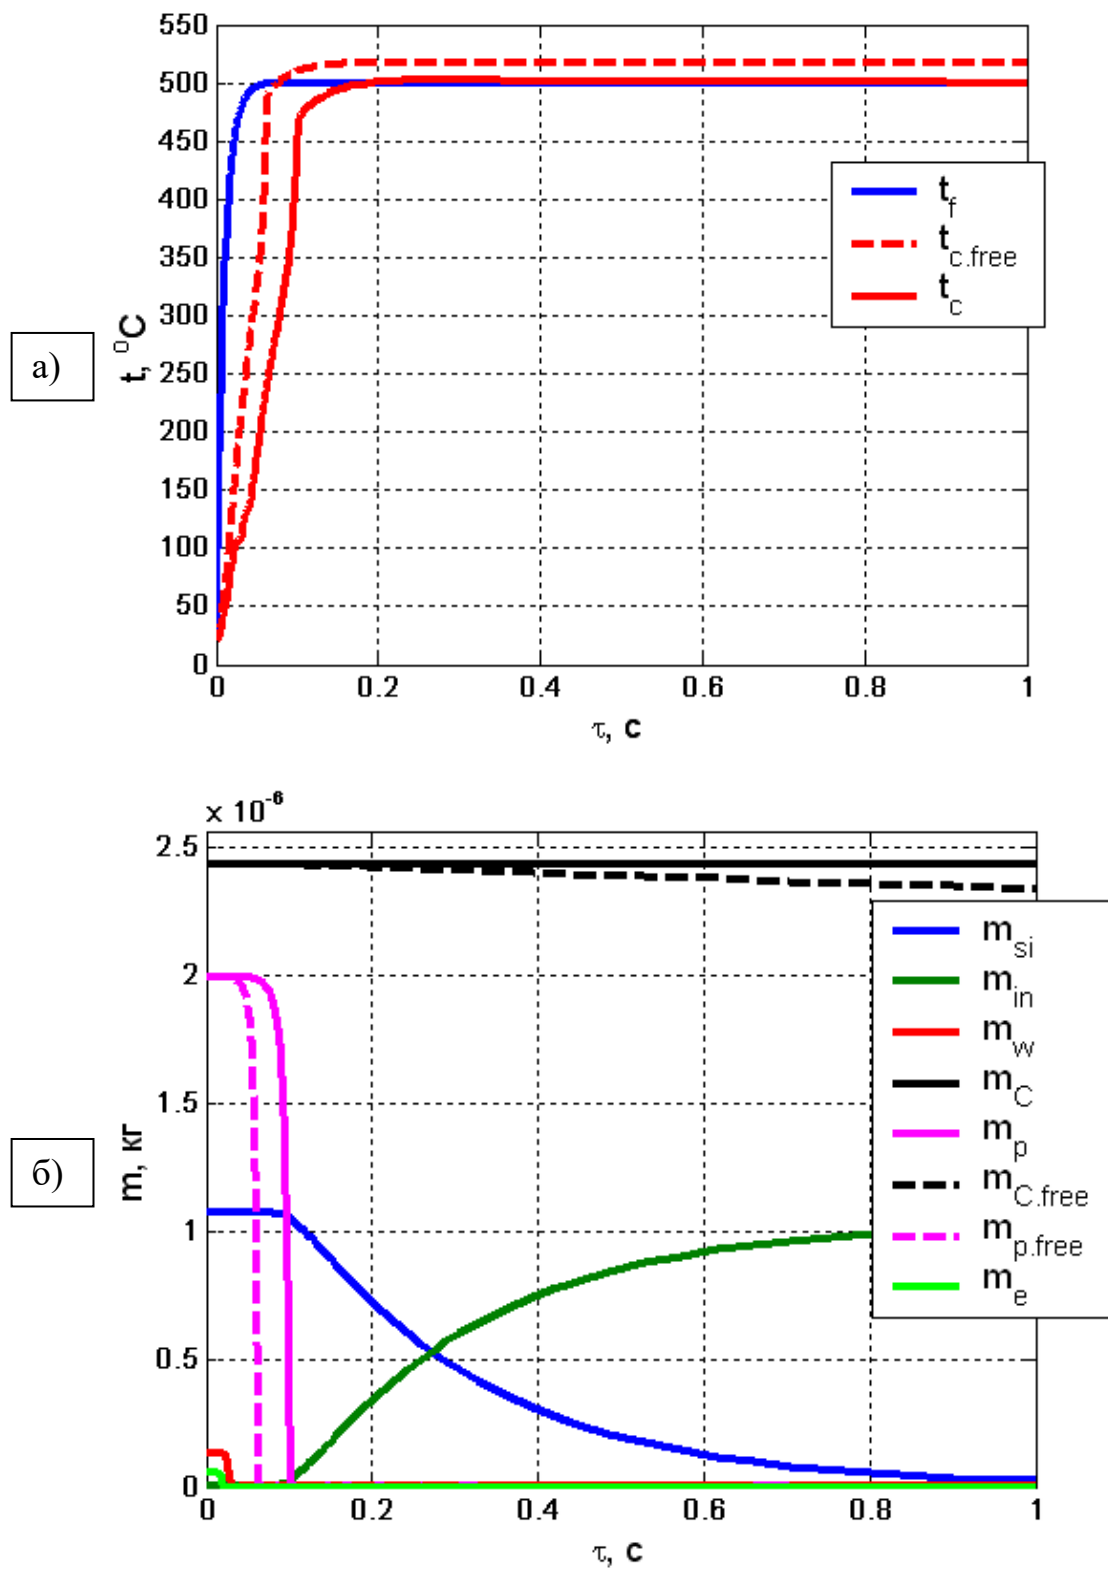 а)
t, °C
550
500
450
400
350
300
250
200
150
100
50
0
0 0.2 0.4 0.6 0.8 1
τ, с
t_f
t_c.free
t_c
б)
m, кг
× 10^-6
2.5
2
1.5
1
0.5
0
0 0.2 0.4 0.6 0.8 1
τ, с
m_si
m_in
m_w
m_C
m_p
m_C.free
m_p.free
m_e